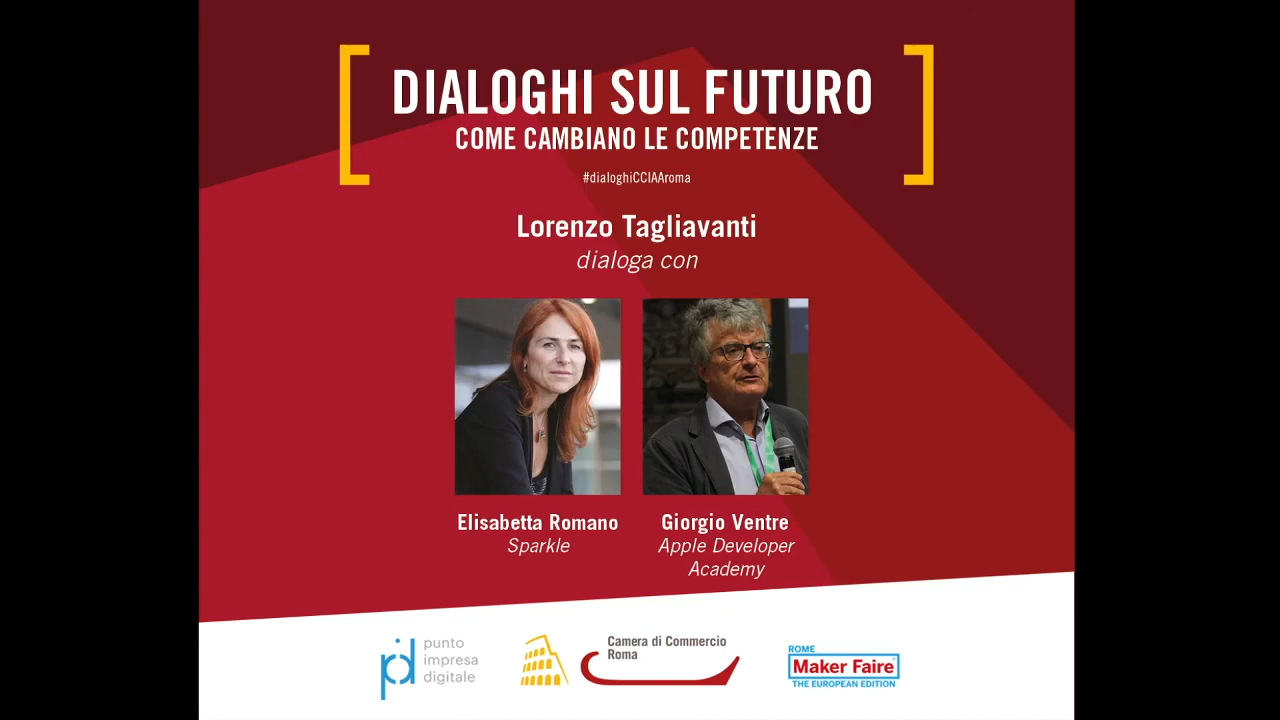 DIALOGHI SUL FUTURO
COME CAMBIANO LE COMPETENZE
#dialoghiCCIAAroma
Lorenzo Tagliavanti
dialoga con
Elisabetta Romano
Sparkle
Giorgio Ventre
Apple Developer
Academy
pid
punto
impresa
digitale
Camera di Commercio
Roma
ROME
Maker Faire
THE EUROPEAN EDITION